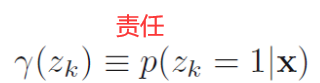 责任
γ(z_k) ≡ p(z_k = 1|𝐱)